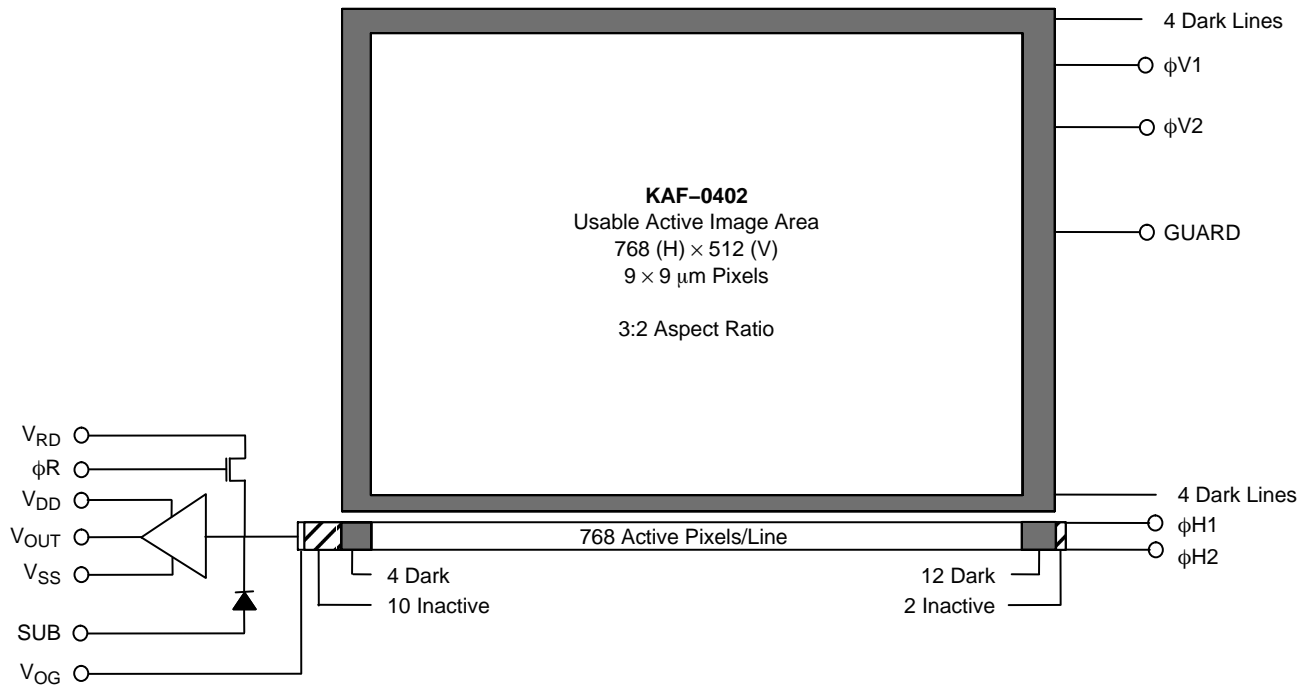 4 Dark Lines
ϕV1
ϕV2
KAF−0402
Usable Active Image Area
768 (H) × 512 (V)
9 × 9 μm Pixels
3:2 Aspect Ratio
GUARD
V_RD
ϕR
V_DD
V_OUT
V_SS
SUB
V_OG
4 Dark Lines
ϕH1
ϕH2
768 Active Pixels/Line
4 Dark
10 Inactive
12 Dark
2 Inactive